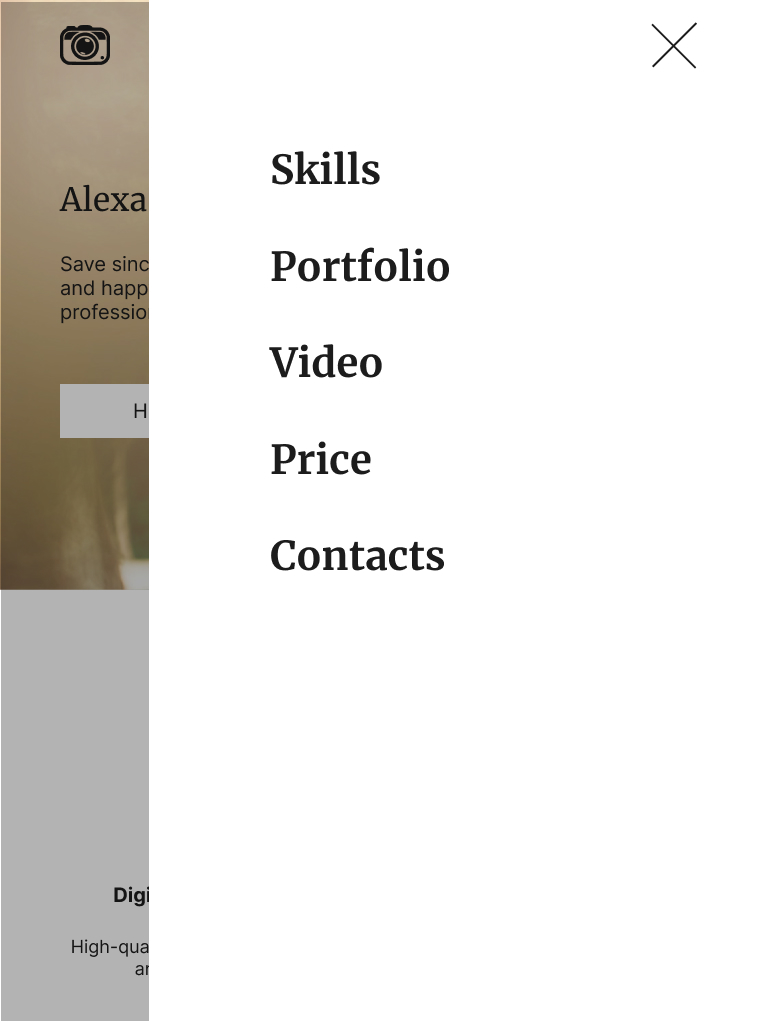 Alexa
Save sinc
and happ
professio
H
Skills
Portfolio
Video
Price
Contacts
Digi
High-qua
ar